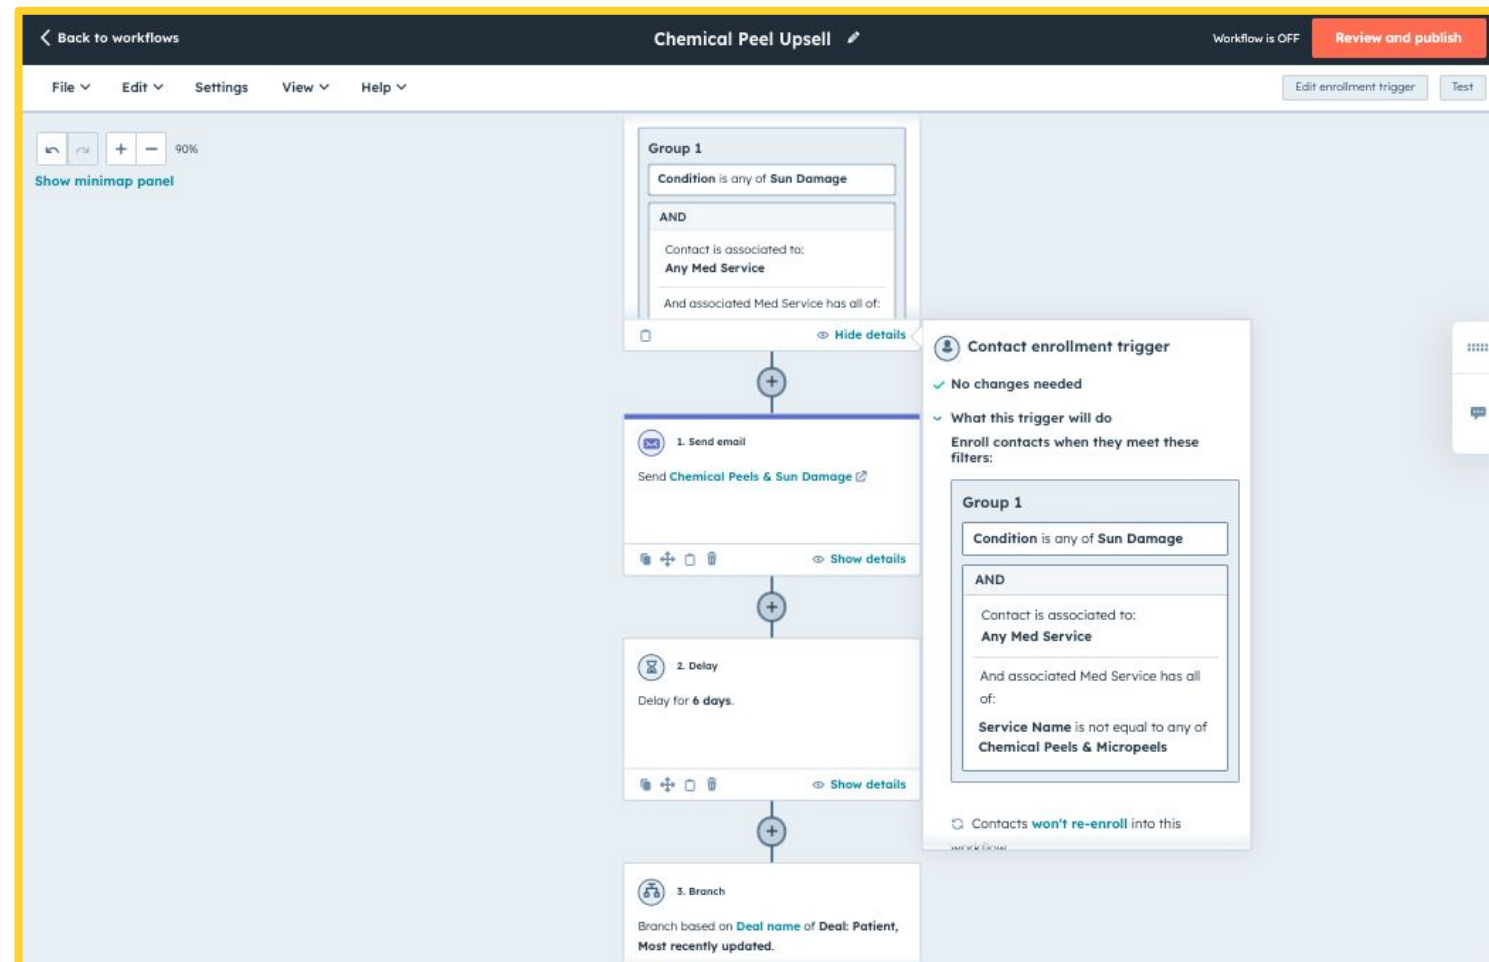 Back to workflows
Chemical Peel Upsell
Workflow is OFF
Review and publish
File
Edit
Settings
View
Help
Edit enrollment trigger
Test
90%
Show minimap panel
Group 1
Condition is any of Sun Damage
AND
Contact is associated to:
Any Med Service
And associated Med Service has all of:
Hide details
1. Send email
Send Chemical Peels & Sun Damage
Show details
2. Delay
Delay for 6 days.
Show details
3. Branch
Branch based on Deal name of Deal: Patient,
Most recently updated.
Contact enrollment trigger
No changes needed
What this trigger will do
Enroll contacts when they meet these
filters:
Group 1
Condition is any of Sun Damage
AND
Contact is associated to:
Any Med Service
And associated Med Service has all
of:
Service Name is not equal to any of
Chemical Peels & Micropeels
Contacts won't re-enroll into this
workflow